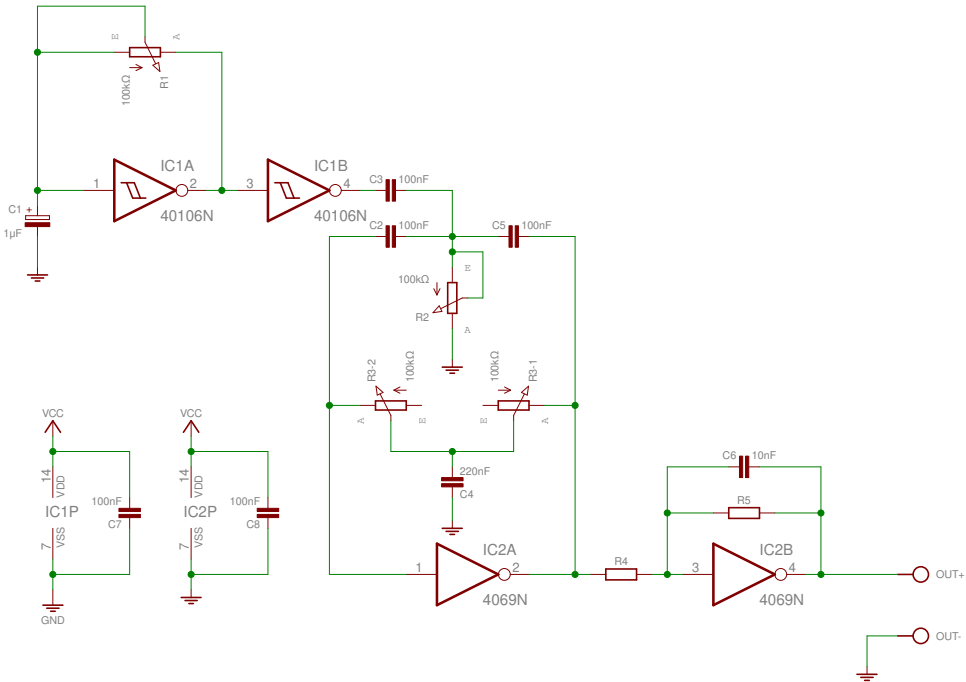 E
A
100kΩ
R1
IC1A
1
2
40106N
C1 +
1µF
IC1B
3
4
40106N
C3
100nF
C2
100nF
C5
100nF
E
100kΩ
R2
A
R3-2
100kΩ
A
E
100kΩ
R3-1
E
A
220nF
C4
VCC
14
VDD
100nF
IC1P
C7
7
VSS
GND
VCC
14
VDD
100nF
IC2P
C8
7
VSS
IC2A
1
2
4069N
R4
C6
10nF
R5
IC2B
3
4
4069N
OUT+
OUT-